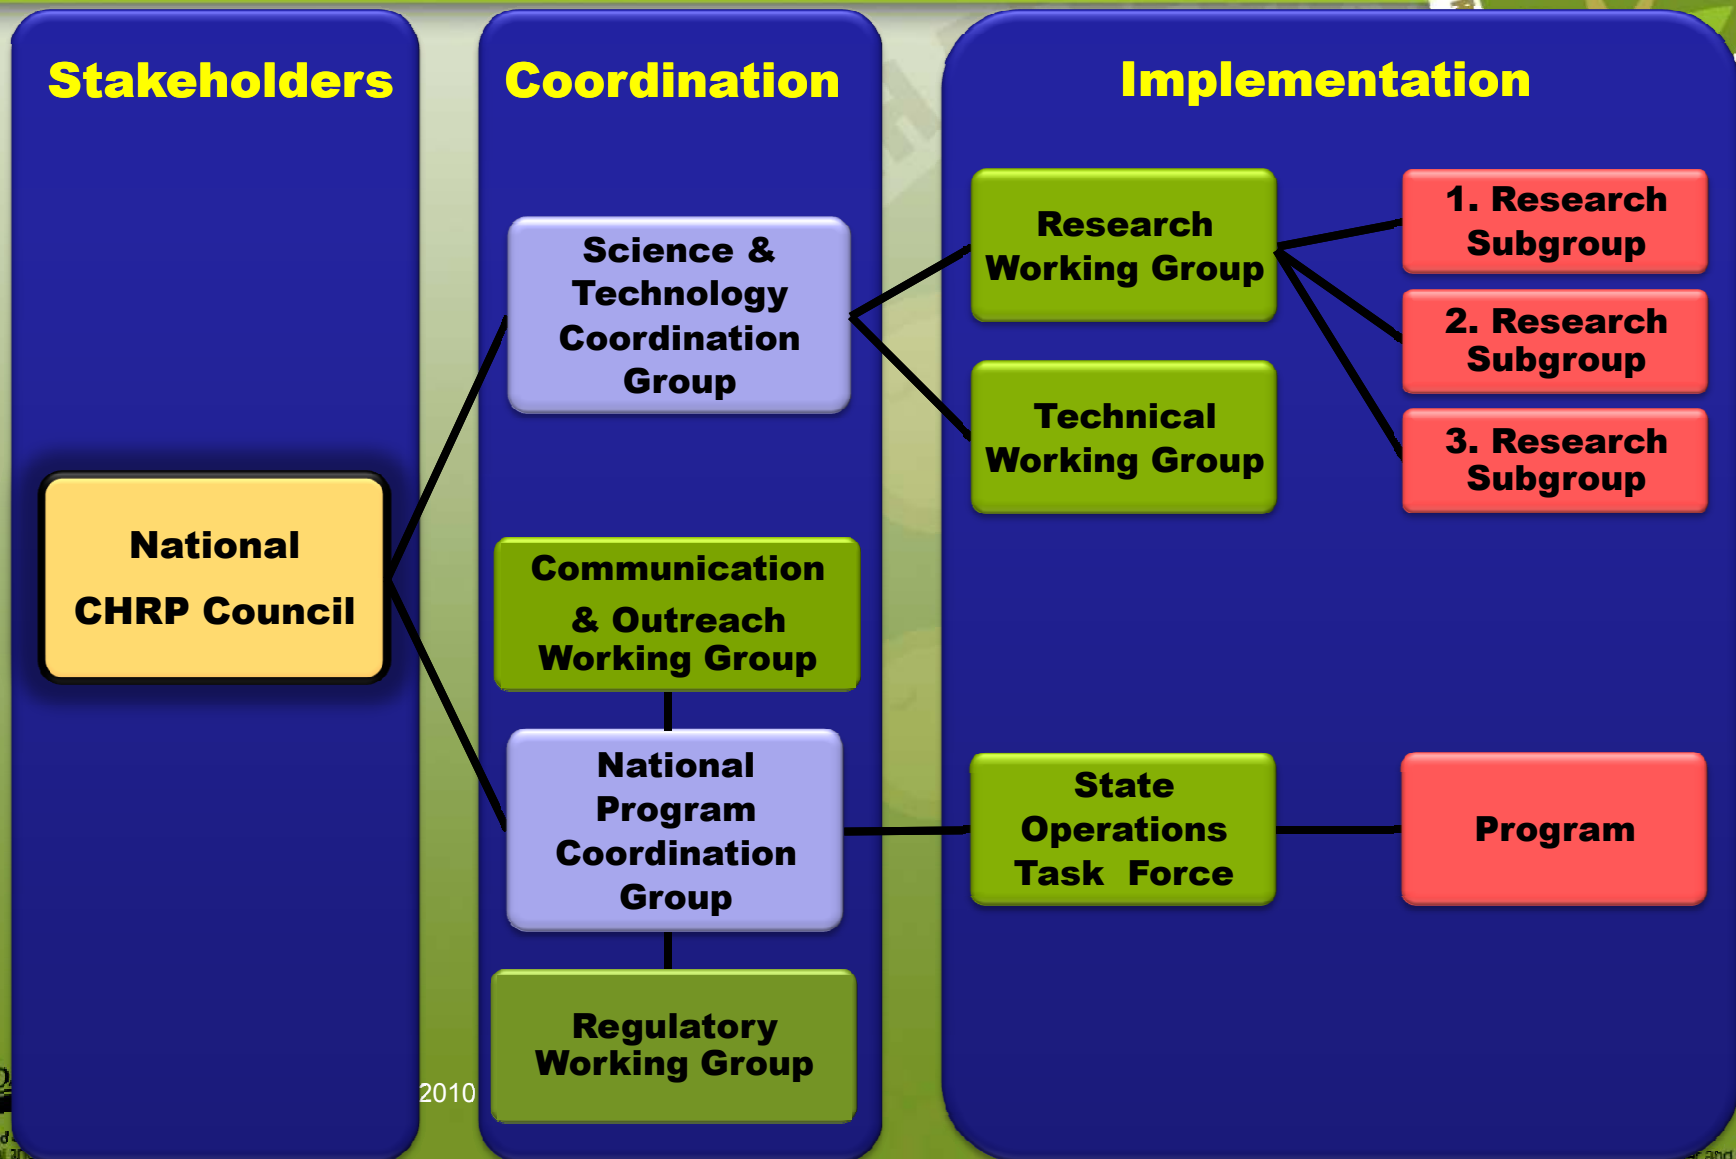 Stakeholders
Coordination
Implementation
National
CHRP Council
Science &
Technology
Coordination
Group
Communication
& Outreach
Working Group
National
Program
Coordination
Group
Regulatory
Working Group
Research
Working Group
Technical
Working Group
1. Research
Subgroup
2. Research
Subgroup
3. Research
Subgroup
State
Operations
Task Force
Program
2010